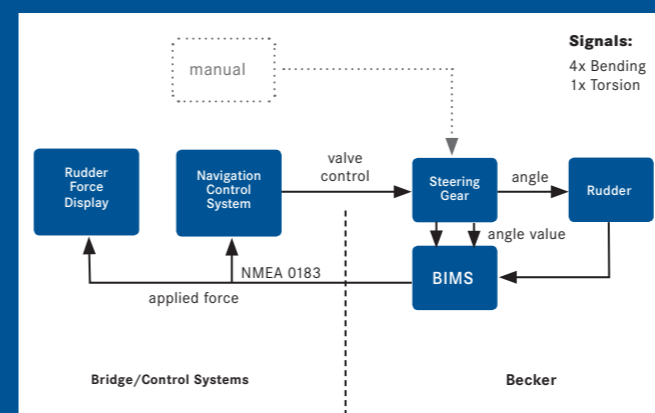 Signals:
4x Bending
1x Torsion
manual
valve
control
Rudder
Force
Display
Navigation
Control
System
Steering
Gear
angle
Rudder
angle value
BIMS
NMEA 0183
applied force
Bridge/Control Systems
Becker